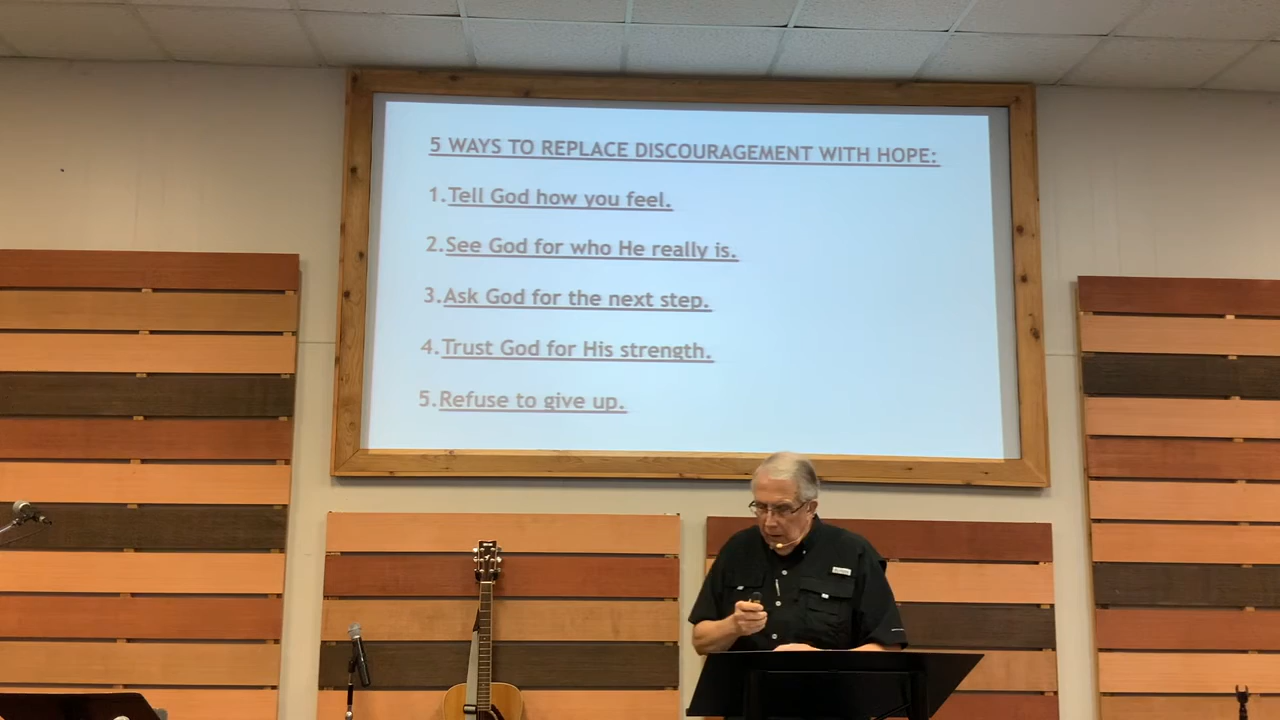 5 WAYS TO REPLACE DISCOURAGEMENT WITH HOPE:
1.Tell God how you feel.
2.See God for who He really is.
3.Ask God for the next step.
4.Trust God for His strength.
5.Refuse to give up.